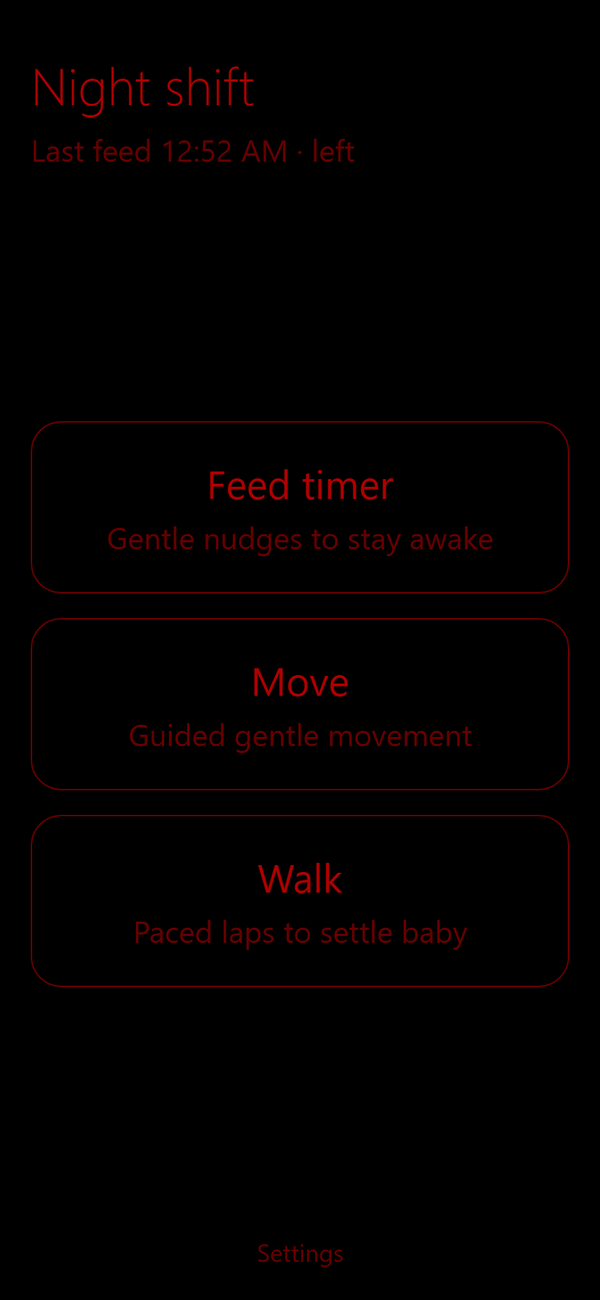 Night shift
Last feed 12:52 AM · left
Feed timer
Gentle nudges to stay awake
Move
Guided gentle movement
Walk
Paced laps to settle baby
Settings